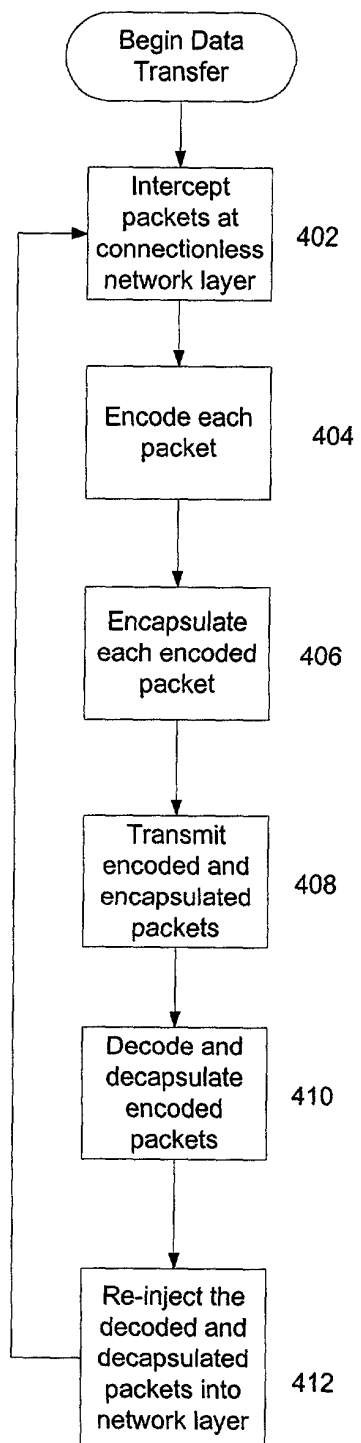 Begin Data
Transfer
Intercept
packets at
connectionless
network layer
402
Encode each
packet
404
Encapsulate
each encoded
packet
406
Transmit
encoded and
encapsulated
packets
408
Decode and
decapsulate
encoded
packets
410
Re-inject the
decoded and
decapsulated
packets into
network layer
412